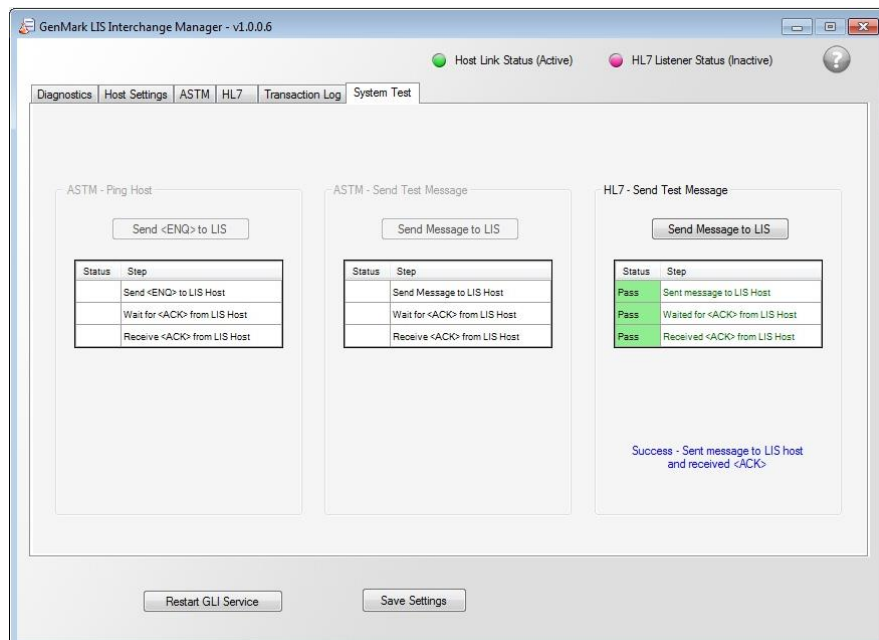 GenMark LIS Interchange Manager - v1.0.0.6
Host Link Status (Active)
HL7 Listener Status (Inactive)
?
Diagnostics
Host Settings
ASTM
HL7
Transaction Log
System Test
ASTM - Ping Host
Send <ENQ> to LIS
Status Step
Send <ENQ> to LIS Host
Wait for <ACK> from LIS Host
Receive <ACK> from LIS Host
ASTM - Send Test Message
Send Message to LIS
Status Step
Send Message to LIS Host
Wait for <ACK> from LIS Host
Receive <ACK> from LIS Host
HL7 - Send Test Message
Send Message to LIS
Status Step
Pass Sent message to LIS Host
Pass Waited for <ACK> from LIS Host
Pass Received <ACK> from LIS Host
Success - Sent message to LIS host
and received <ACK>
Restart GLI Service
Save Settings